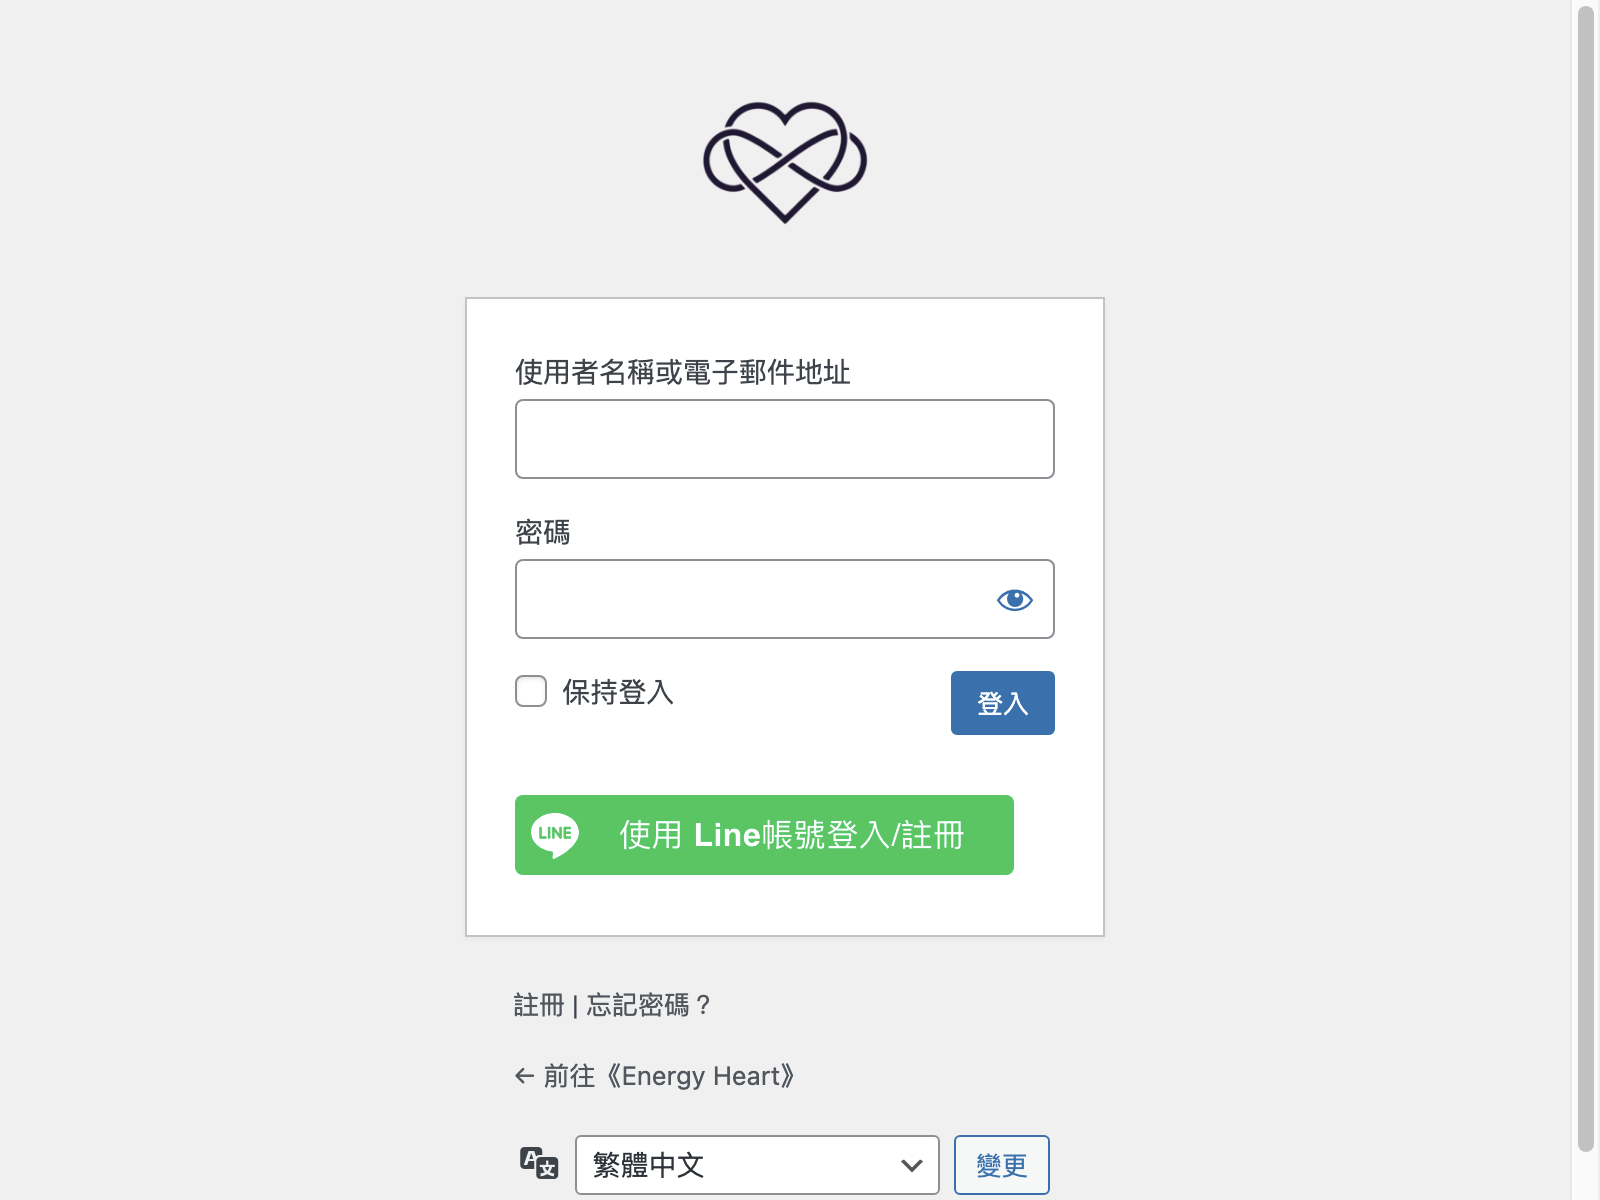 使用者名稱或電子郵件地址
密碼
保持登入
登入
LINE
使用 Line帳號登入/註冊
註冊 | 忘記密碼？
← 前往《Energy Heart》
A文
繁體中文
變更